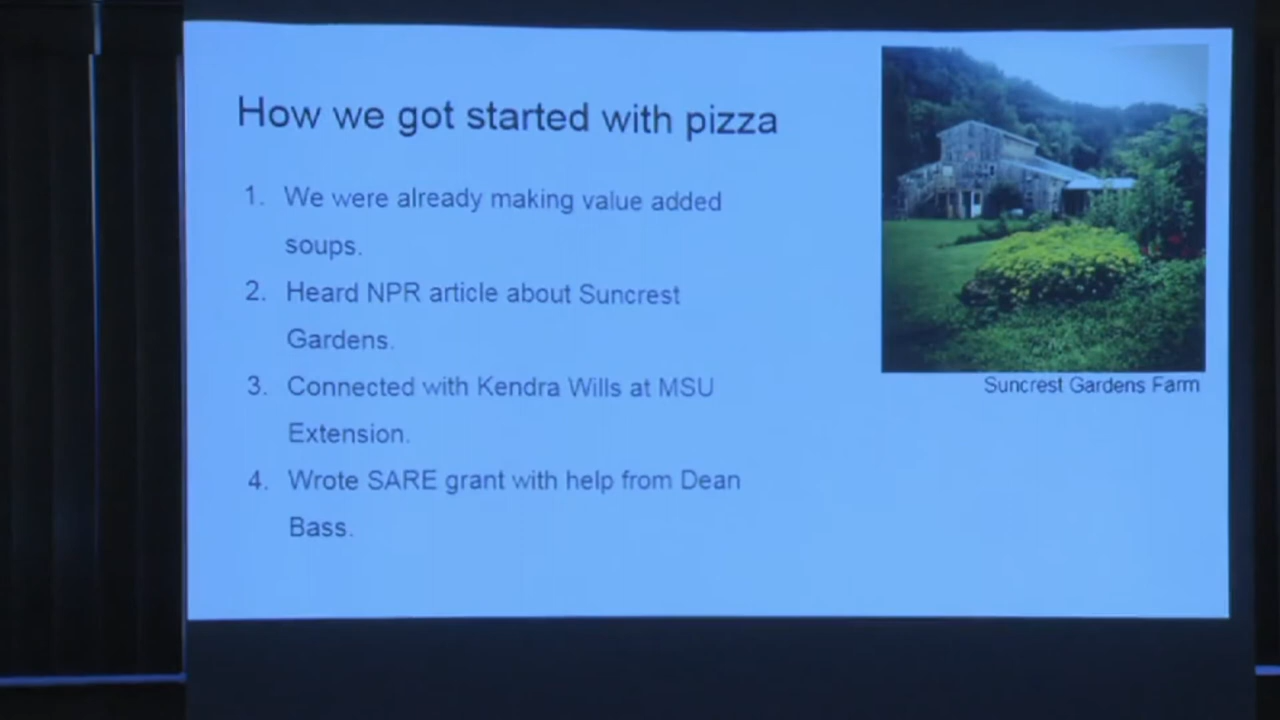 How we got started with pizza
1. We were already making value added
soups.
2. Heard NPR article about Suncrest
Gardens.
3. Connected with Kendra Wills at MSU
Extension.
4. Wrote SARE grant with help from Dean
Bass.
Suncrest Gardens Farm